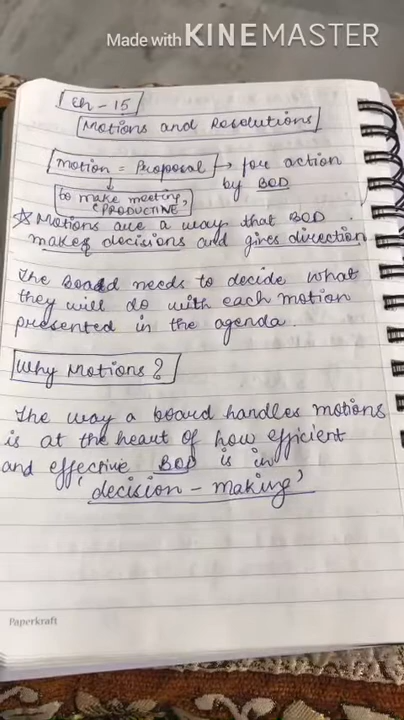 Made with KINEMASTER
Ch - 15
Motions and Resolutions
Motion = Proposal → for action
by BOD
to make meeting,
PRODUCTIVE
☆ Motions are a way that BOD
makes decisions and gives direction
The Board needs to decide what
they will do with each motion
presented in the agenda.
Why Motions ?
The way a board handles motions
is at the heart of how efficient
and effective BOD is in
'decision - making'
Paperkraft